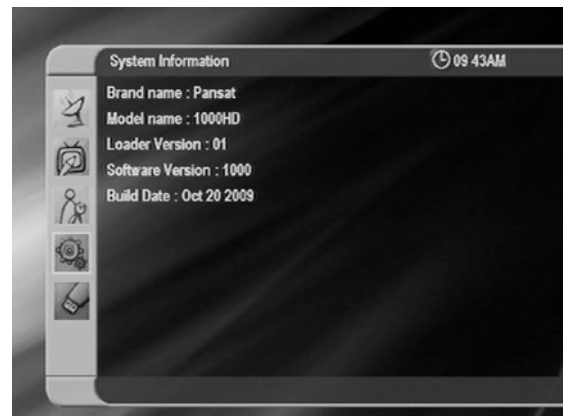 System Information
09 43AM
Brand name : Pansat
Model name : 1000HD
Loader Version : 01
Software Version : 1000
Build Date : Oct 20 2009